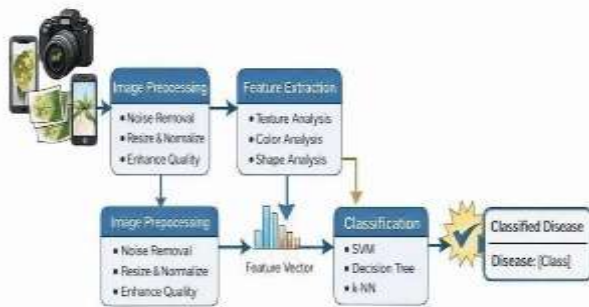 Image Prepocessing
• Noise Removal
• Resize & Normalize
• Enhance Quality
Feature Extraction
• Texture Analysis
• Color Analysis
• Shape Analysis
Image Prepocessing
• Noise Removal
• Resize & Normalize
• Enhance Quality
Feature Vector
Classification
• SVM
• Decision Tree
• k-NN
Classified Disease
Disease: [Class]